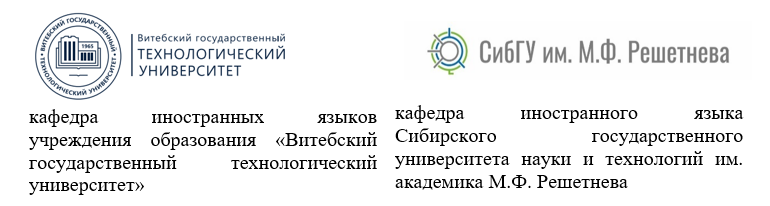 ВИТЕБСКИЙ ГОСУДАРСТВЕННЫЙ
ТЕХНОЛОГИЧЕСКИЙ УНИВЕРСИТЕТ
1965
Витебский государственный
ТЕХНОЛОГИЧЕСКИЙ
УНИВЕРСИТЕТ
кафедра иностранных языков
учреждения образования «Витебский
государственный технологический
университет»
СибГУ им. М.Ф. Решетнева
кафедра иностранного языка
Сибирского государственного
университета науки и технологий им.
академика М.Ф. Решетнева